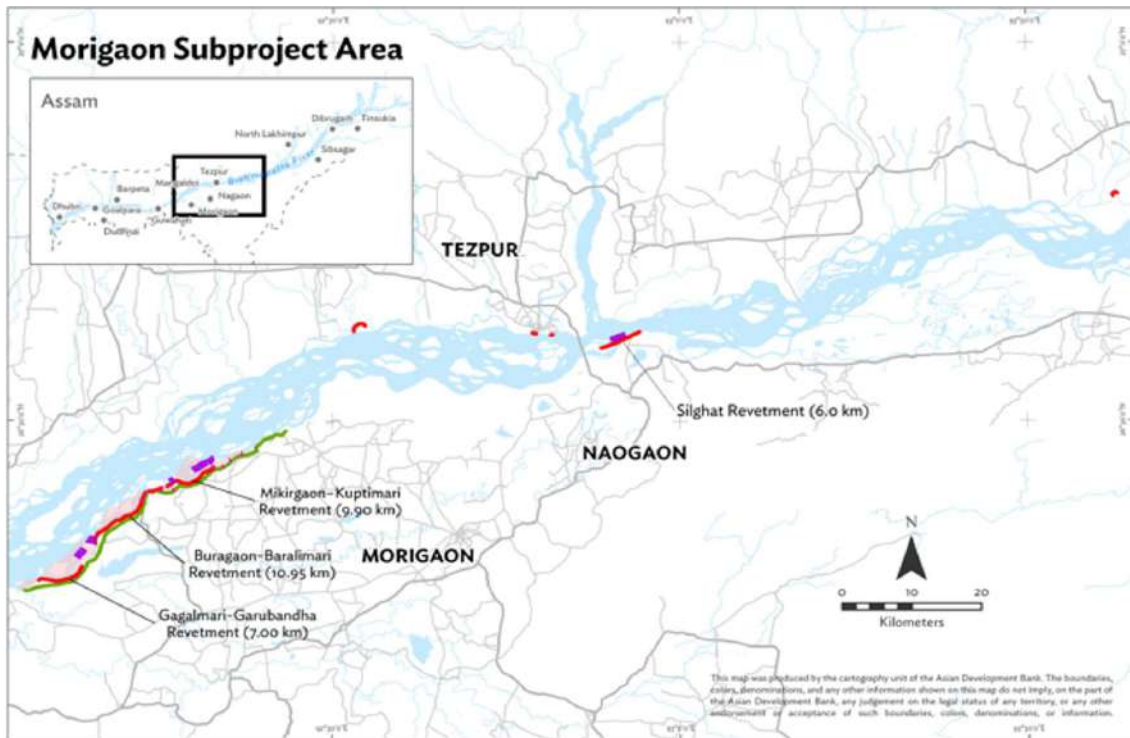 Morigaon Subproject Area
Assam
Dibrugarh
Tinsukia
North Lakhimpur
Sibsagar
Tezpur
Brahmaputra River
Mangaldoi
Barpeta
Nagaon
Dhubri
Goalpara
Morigaon
Guwahati
Dudhnai
TEZPUR
Silghat Revetment (6.0 km)
NAOGAON
Mikirgaon-Kuptimari
Revetment (9.90 km)
MORIGAON
Buragaon-Baralimari
Revetment (10.95 km)
Gagalmari-Garubandha
Revetment (7.00 km)
N
0 10 20
Kilometers
This map was produced by the cartography unit of the Asian Development Bank. The boundaries,
colors, denominations, and any other information shown on this map do not imply, on the part of
the Asian Development Bank, any judgement on the legal status of any territory, or any other
endorsement or acceptance of such boundaries, colors, denominations, or information.